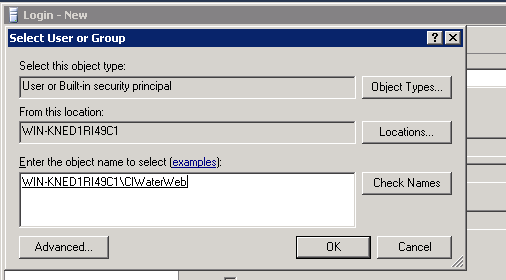 Login - New
Select User or Group
Select this object type:
User or Built-in security principal
Object Types...
From this location:
WIN-KNED1RI49C1
Locations...
Enter the object name to select (examples):
WIN-KNED1RI49C1\CIWaterWeb
Check Names
Advanced...
OK
Cancel